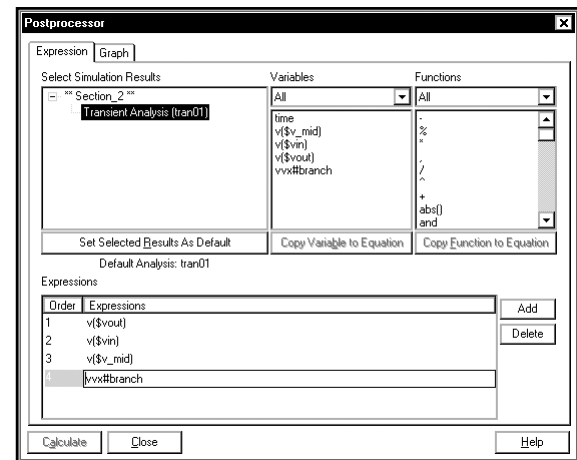 Postprocessor
Expression Graph
Select Simulation Results Variables Functions
** Section_2 ** All All
Transient Analysis (tran01)
time
v($v_mid)
v($vin)
v($vout)
vvx#branch
-
%
*
,
/
^
+
abs()
and
Set Selected Results As Default Copy Variable to Equation Copy Function to Equation
Default Analysis: tran01
Expressions
Order Expressions
1 v($vout)
2 v($vin)
3 v($v_mid)
4 vvx#branch
Add
Delete
Calculate Close Help